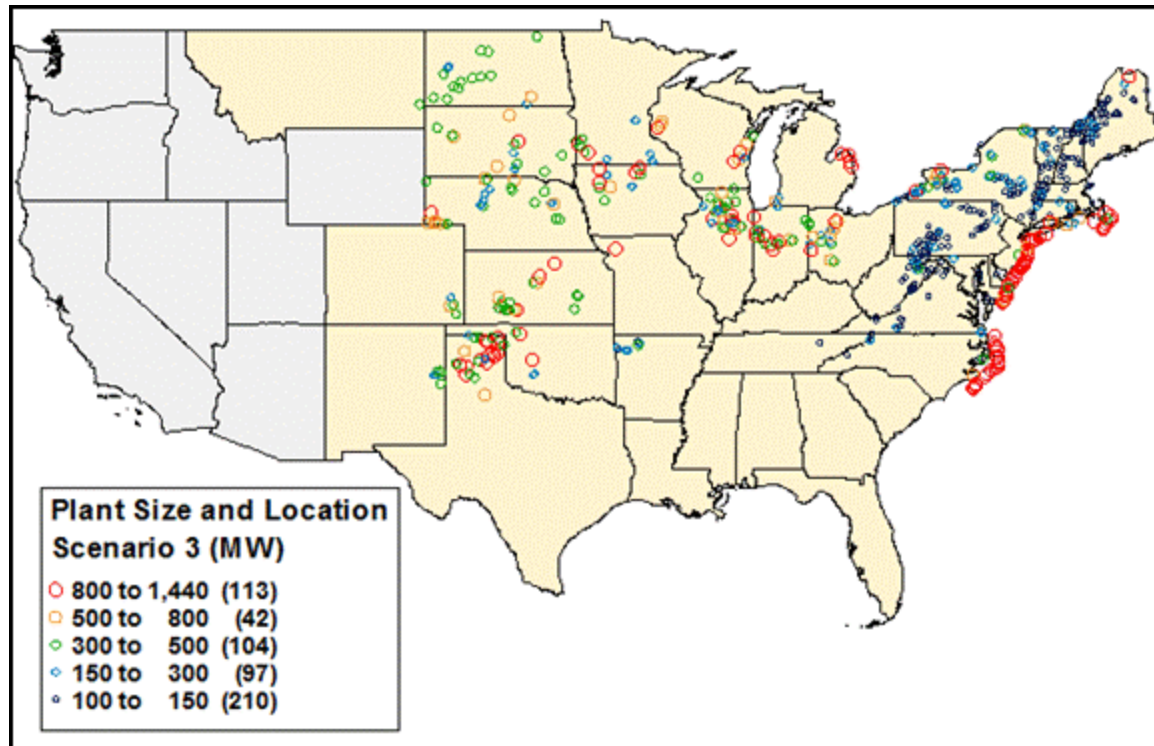 Plant Size and Location
Scenario 3 (MW)
800 to 1,440 (113)
500 to 800 (42)
300 to 500 (104)
150 to 300 (97)
100 to 150 (210)